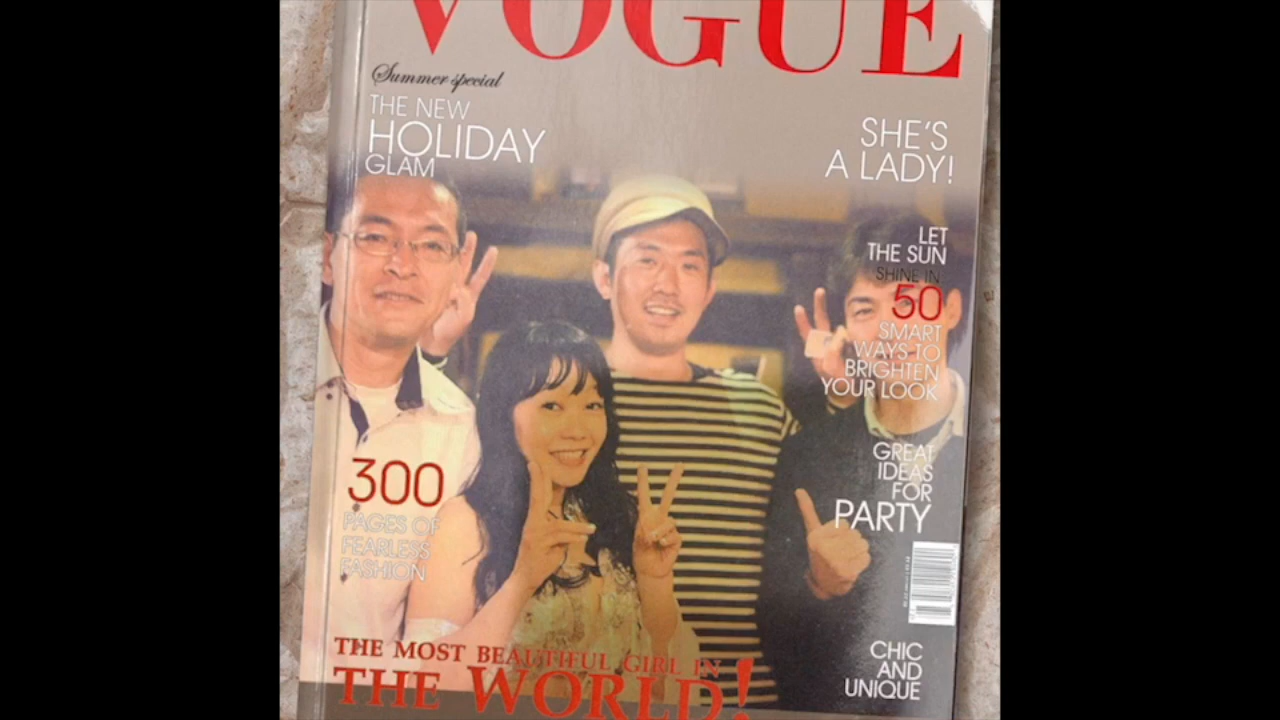 VOGUE
Summer special
THE NEW
HOLIDAY
GLAM
SHE'S
A LADY!
LET
THE SUN
SHINE IN
50
SMART
WAYS TO
BRIGHTEN
YOUR LOOK
300
PAGES OF
FEARLESS
FASHION
GREAT
IDEAS
FOR
PARTY
CHIC
AND
UNIQUE
THE MOST BEAUTIFUL GIRL IN
THE WORLD!